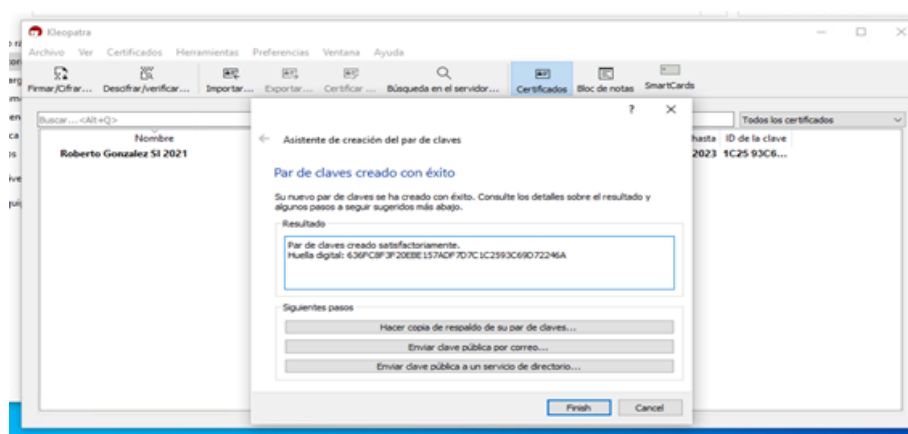 Kleopatra
Archivo Ver Certificados Herramientas Preferencias Ventana Ayuda
Firmar/Cifrar... Descifrar/verificar... Importar... Exportar... Certificar ... Búsqueda en el servidor... Certificados Bloc de notas SmartCards
Buscar...<Alt+Q> Todos los certificados
Nombre hasta ID de la clave
Roberto Gonzalez SI 2021 2023 1C25 93C6...
Asistente de creación del par de claves
Par de claves creado con éxito
Su nuevo par de claves se ha creado con éxito. Consulte los detalles sobre el resultado y
algunos pasos a seguir sugeridos más abajo.
Resultado
Par de claves creado satisfactoriamente.
Huella digital: 636FC8F3F20EBE157ADF7D7C1C2593C69D72246A
Siguientes pasos
Hacer copia de respaldo de su par de claves...
Enviar clave pública por correo...
Enviar clave pública a un servicio de directorio...
Finish Cancel